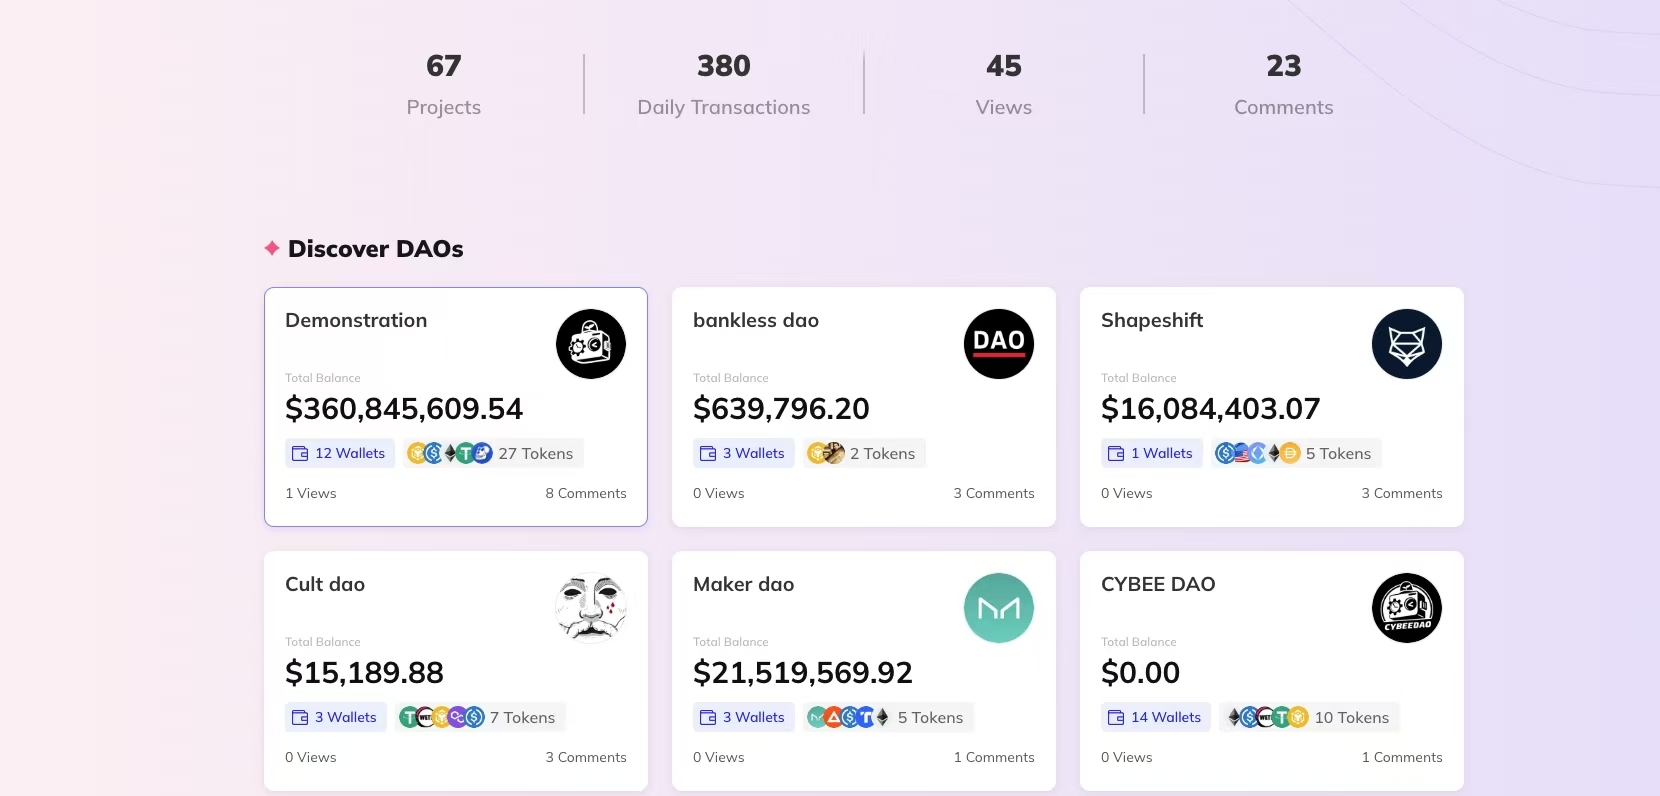 67
Projects
380
Daily Transactions
45
Views
23
Comments
Discover DAOs
Demonstration
Total Balance
$360,845,609.54
12 Wallets
27 Tokens
1 Views
8 Comments
bankless dao
DAO
Total Balance
$639,796.20
3 Wallets
2 Tokens
0 Views
3 Comments
Shapeshift
Total Balance
$16,084,403.07
1 Wallets
5 Tokens
0 Views
3 Comments
Cult dao
Total Balance
$15,189.88
3 Wallets
7 Tokens
0 Views
3 Comments
Maker dao
Total Balance
$21,519,569.92
3 Wallets
5 Tokens
0 Views
1 Comments
CYBEE DAO
CYBEEDAO
Total Balance
$0.00
14 Wallets
10 Tokens
0 Views
1 Comments